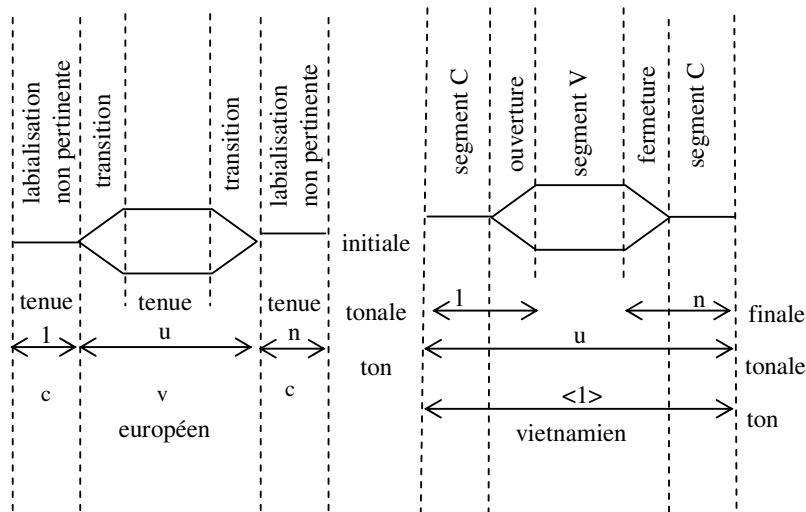 labialisation
non pertinente
transition
transition
labialisation
non pertinente
tenue
tenue
tenue
l
u
n
c
v
c
européen
initiale
tonale
ton
segment C
ouverture
segment V
fermeture
segment C
l
n
finale
u
tonale
<1>
vietnamien
ton